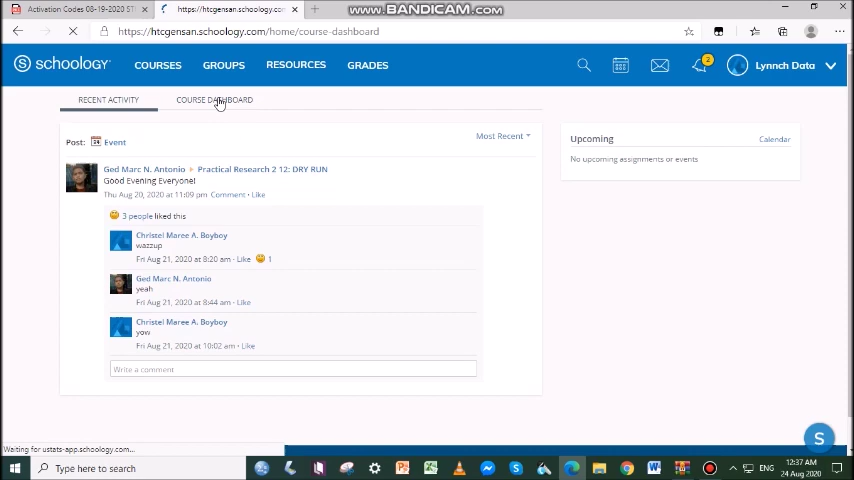 Activation Codes 08-19-2020 ST
https://htcgensan.schoology.co
www.BANDICAM.com
https://htcgensan.schoology.com/home/course-dashboard
S schoology
COURSES
GROUPS
RESOURCES
GRADES
2
Lynnch Data
RECENT ACTIVITY
COURSE DASHBOARD
Post:
Event
Most Recent
Ged Marc N. Antonio
Practical Research 2 12: DRY RUN
Good Evening Everyone!
Thu Aug 20, 2020 at 11:09 pm Comment · Like
3 people liked this
Christel Maree A. Boyboy
wazzup
Fri Aug 21, 2020 at 8:20 am · Like 1
Ged Marc N. Antonio
yeah
Fri Aug 21, 2020 at 8:44 am · Like
Christel Maree A. Boyboy
yow
Fri Aug 21, 2020 at 10:02 am · Like
Write a comment
Upcoming
Calendar
No upcoming assignments or events
S
Waiting for ustats-app.schoology.com...
Type here to search
ENG
12:37 AM
24 Aug 2020